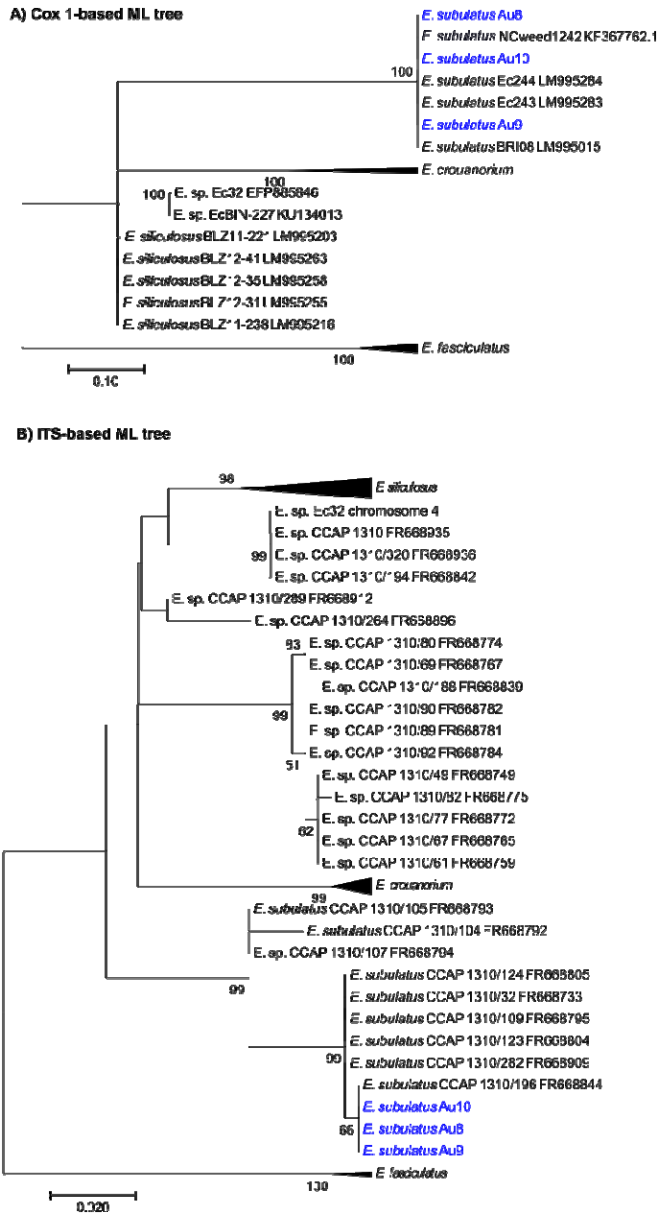 A) Cox 1-based ML tree
E. subulatus Au8
E. subulatus NCweed1242 KF367762.1
E. subulatus Au10
100
E. subulatus Ec244 LM995284
E. subulatus Ec243 LM995283
E. subulatus Au9
E. subulatus BRI08 LM995015
E. crouaniorum
100
100
E. sp. Ec32 EFP885846
E. sp. EcBIN-227 KU134013
E. siliculosus BLZ11-221 LM995203
E. siliculosus BLZ12-41 LM995263
E. siliculosus BLZ12-35 LM995258
E. siliculosus BLZ12-31 LM995255
E. siliculosus BLZ11-238 LM995216
E. fasciculatus
100
0.10
B) ITS-based ML tree
98
E. siliculosus
E. sp. Ec32 chromosome 4
E. sp. CCAP 1310 FR668935
99
E. sp. CCAP 1310/320 FR668936
E. sp. CCAP 1310/194 FR668842
E. sp. CCAP 1310/289 FR668912
E. sp. CCAP 1310/264 FR668896
93
E. sp. CCAP 1310/80 FR668774
E. sp. CCAP 1310/69 FR668767
E. sp. CCAP 1310/188 FR668839
E. sp. CCAP 1310/90 FR668782
99
E. sp. CCAP 1310/89 FR668781
E. sp. CCAP 1310/92 FR668784
51
E. sp. CCAP 1310/49 FR668749
E. sp. CCAP 1310/82 FR668775
E. sp. CCAP 1310/77 FR668772
62
E. sp. CCAP 1310/67 FR668765
E. sp. CCAP 1310/61 FR668759
E. crouaniorum
99
E. subulatus CCAP 1310/105 FR668793
E. subulatus CCAP 1310/104 FR668792
E. sp. CCAP 1310/107 FR668794
99
E. subulatus CCAP 1310/124 FR668805
E. subulatus CCAP 1310/32 FR668733
E. subulatus CCAP 1310/109 FR668795
E. subulatus CCAP 1310/123 FR668804
99
E. subulatus CCAP 1310/282 FR668909
E. subulatus CCAP 1310/196 FR668844
E. subulatus Au10
66
E. subulatus Au8
E. subulatus Au9
E. fasciculatus
100
0.020